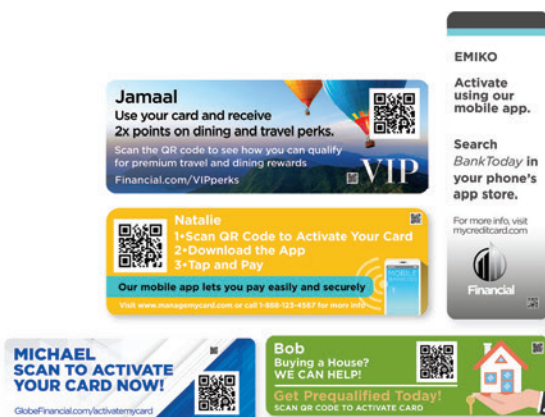 Jamaal
Use your card and receive
2x points on dining and travel perks.
Scan the QR code to see how you can qualify
for premium travel and dining rewards
Financial.com/VIPperks
VIP
EMIKO
Activate
using our
mobile app.
Search
BankToday in
your phone's
app store.
For more info, visit
mycreditcard.com
Financial
Natalie
1•Scan QR Code to Activate Your Card
2•Download the App
3•Tap and Pay
Our mobile app lets you pay easily and securely
Visit www.managemycard.com or call 1-888-123-4567 for more info
MOBILE
MICHAEL
SCAN TO ACTIVATE
YOUR CARD NOW!
GlobeFinancial.com/activatemycard
Bob
Buying a House?
WE CAN HELP!
Get Prequalified Today!
SCAN QR CODE TO ACTIVATE CARD